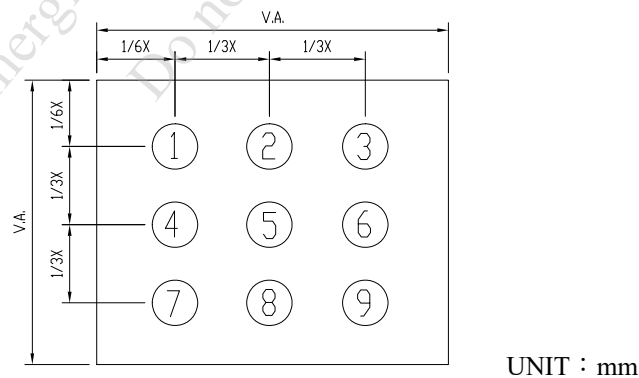 V.A.
1/6X 1/3X 1/3X
1/6X
1/3X
1/3X
V.A.
1 2 3
4 5 6
7 8 9
UNIT：mm
Do